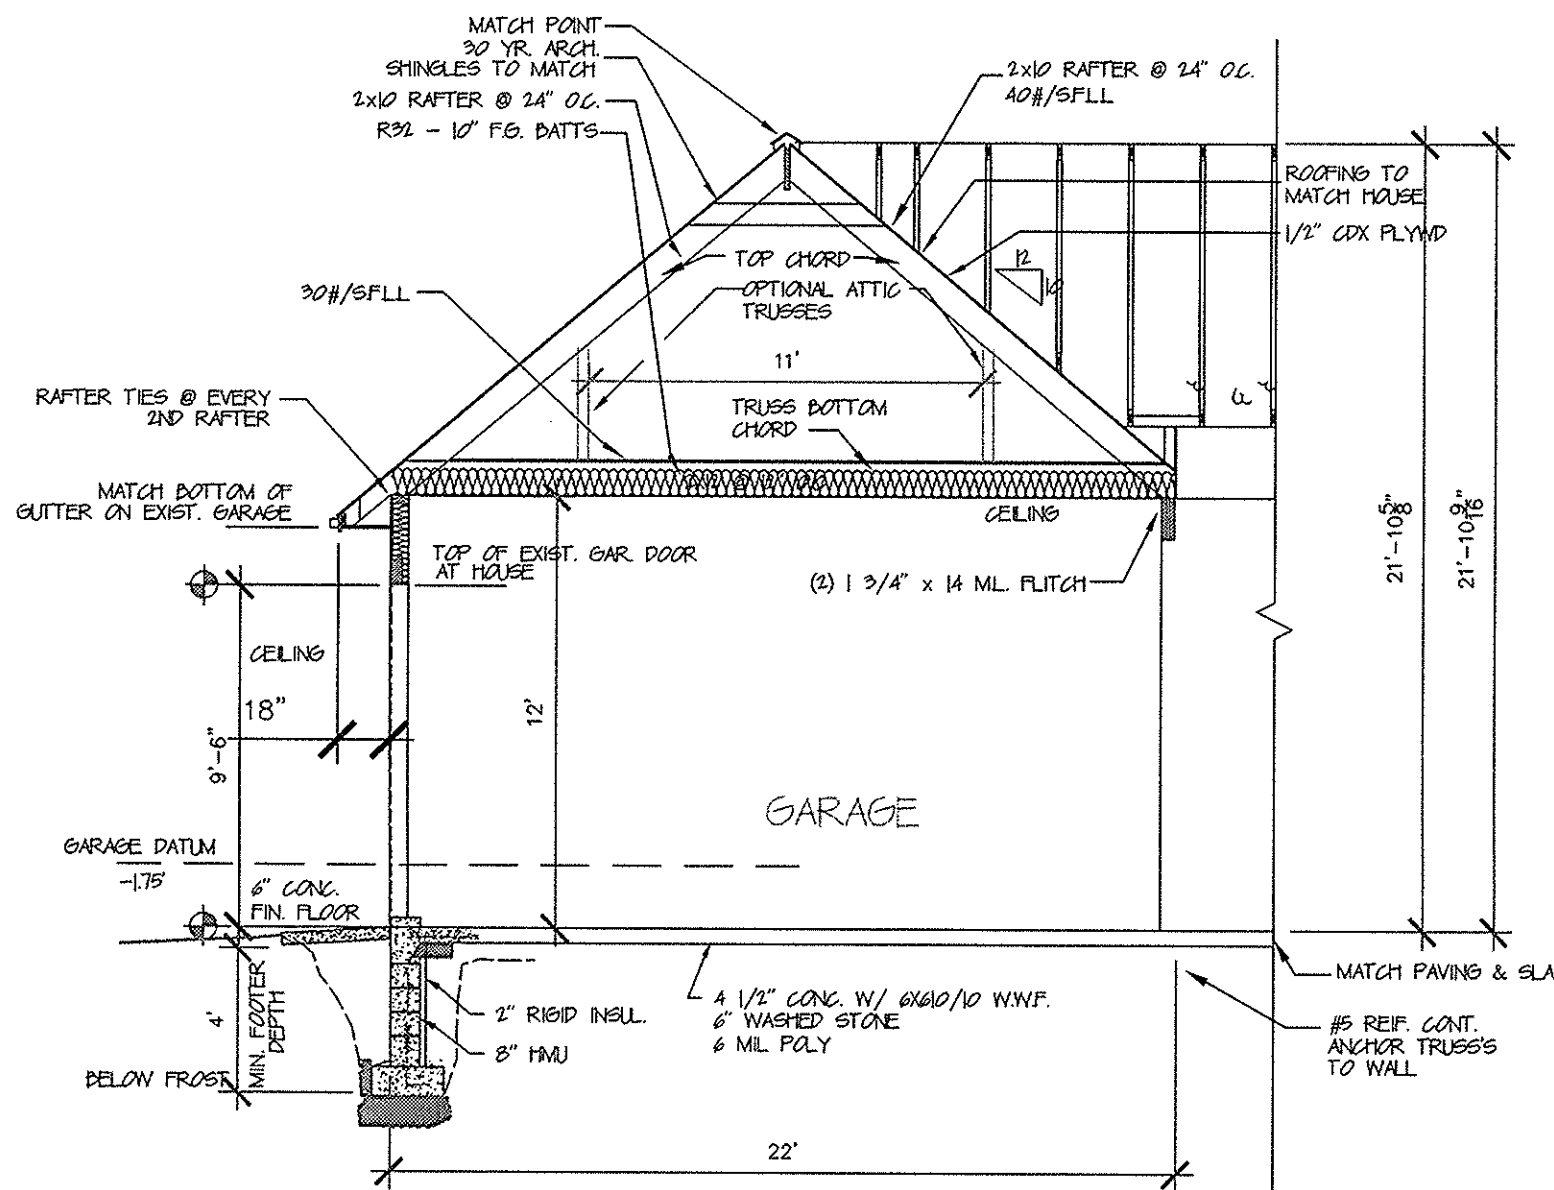 MATCH POINT
30 YR. ARCH.
SHINGLES TO MATCH
2x10 RAFTER @ 24" O.C.
R32 - 10" F.G. BATTS
2x10 RAFTER @ 24" O.C.
40#/SFLL
ROOFING TO
MATCH HOUSE
1/2" CDX PLYWD
12
10
TOP CHORD
OPTIONAL ATTIC
TRUSSES
30#/SFLL
11'
RAFTER TIES @ EVERY
2ND RAFTER
TRUSS BOTTOM
CHORD
MATCH BOTTOM OF
GUTTER ON EXIST. GARAGE
CEILING
TOP OF EXIST. GAR. DOOR
AT HOUSE
(2) 1 3/4" x 14 ML. FLITCH
21'-10 5/8"
21'-10 9/16"
CEILING
18"
9'-6"
12'
GARAGE
GARAGE DATUM
-1.75'
6" CONC.
FIN. FLOOR
4'
MIN. FOOTER
DEPTH
BELOW FROST
2" RIGID INSUL.
8" HMU
4 1/2" CONC. W/ 6X610/10 W.W.F.
6" WASHED STONE
6 MIL POLY
MATCH PAVING & SLA
#5 REIF. CONT.
ANCHOR TRUSS'S
TO WALL
22'